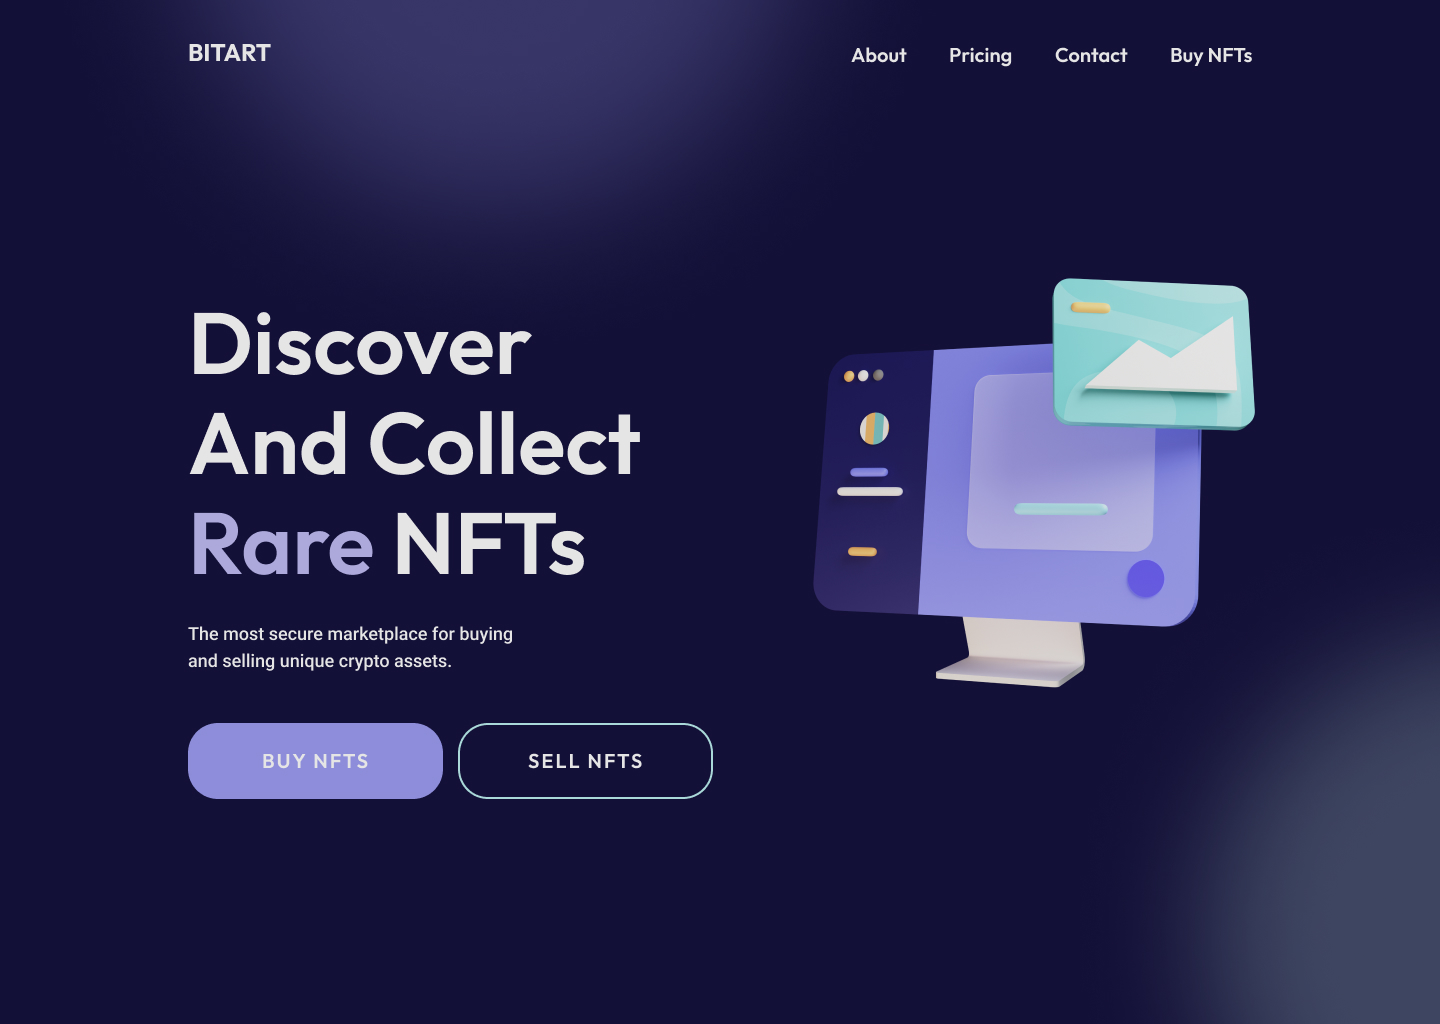 BITART
About Pricing Contact Buy NFTs
Discover
And Collect
Rare NFTs
The most secure marketplace for buying
and selling unique crypto assets.
BUY NFTS SELL NFTS